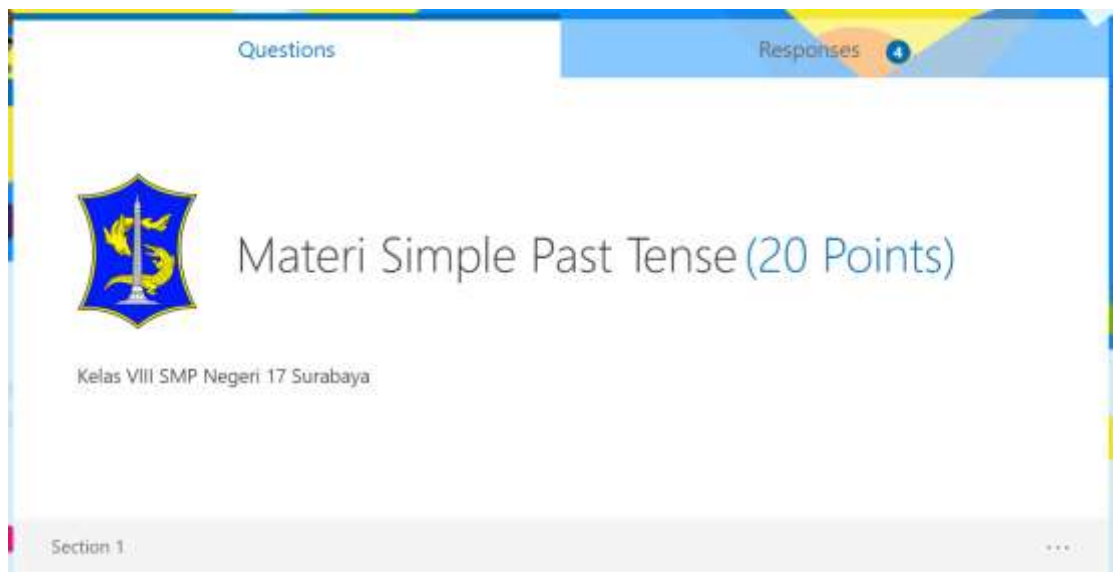 Questions
Responses 4
Materi Simple Past Tense (20 Points)
Kelas VIII SMP Negeri 17 Surabaya
Section 1